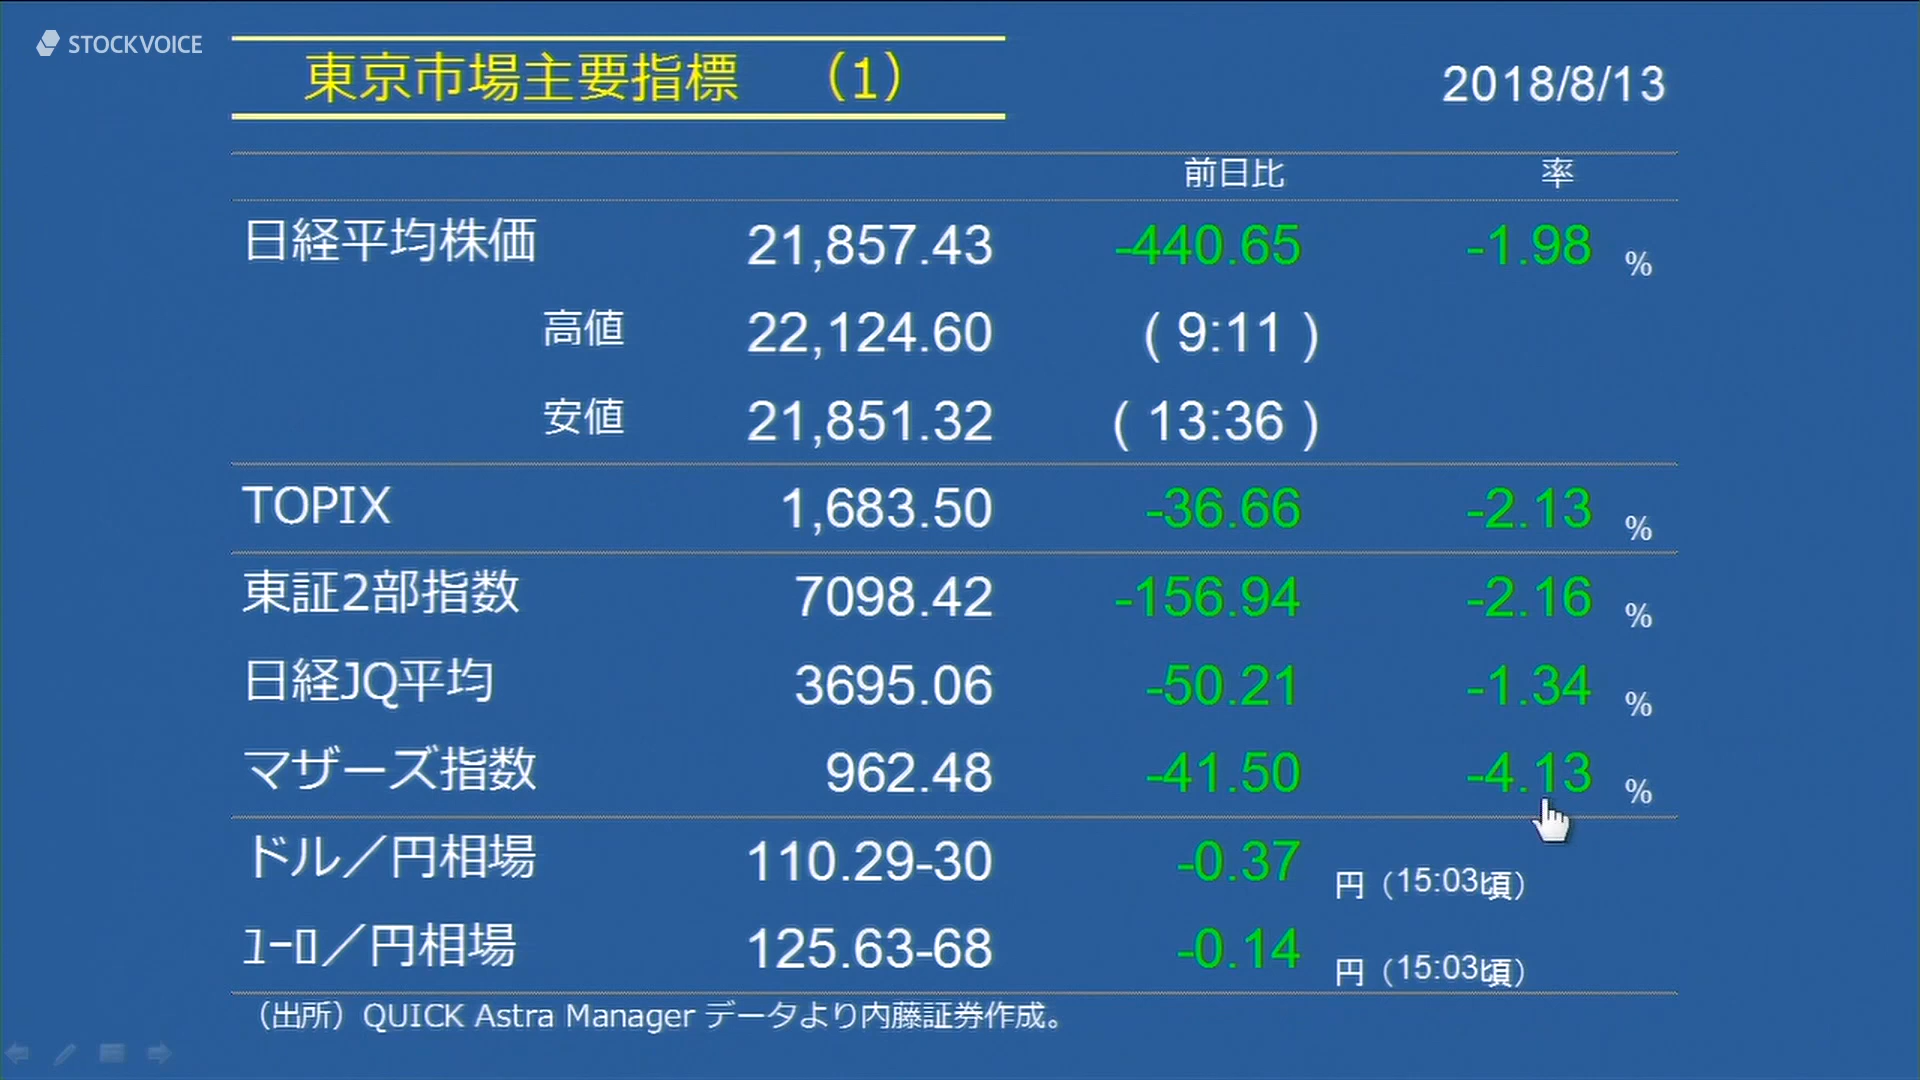 STOCKVOICE
東京市場主要指標 （1）
2018/8/13
前日比 率
日経平均株価 21,857.43 -440.65 -1.98 %
高値 22,124.60 ( 9:11 )
安値 21,851.32 ( 13:36 )
TOPIX 1,683.50 -36.66 -2.13 %
東証2部指数 7098.42 -156.94 -2.16 %
日経JQ平均 3695.06 -50.21 -1.34 %
マザーズ指数 962.48 -41.50 -4.13 %
ドル／円相場 110.29-30 -0.37 円（15:03頃）
ﾕｰﾛ／円相場 125.63-68 -0.14 円（15:03頃）
（出所）QUICK Astra Manager データより内藤証券作成。